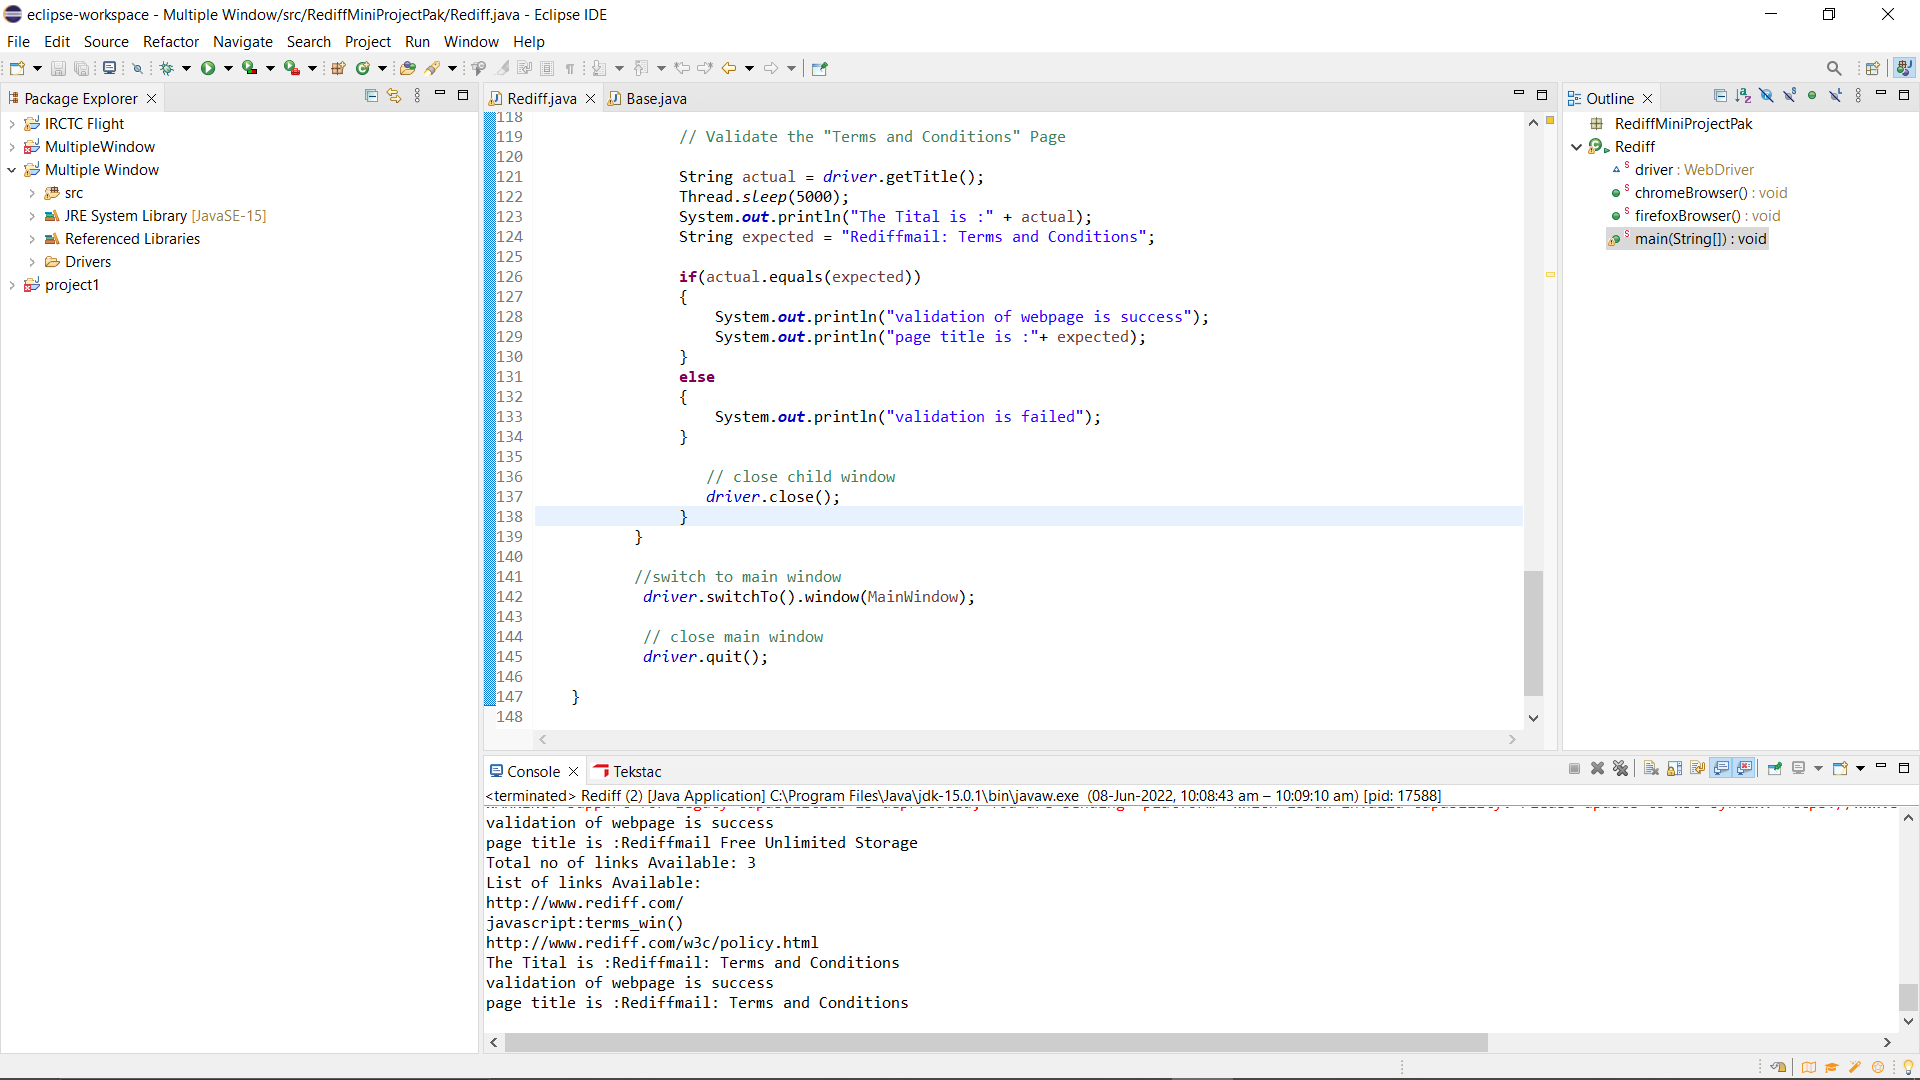 eclipse-workspace - Multiple Window/src/RediffMiniProjectPak/Rediff.java - Eclipse IDE
File Edit Source Refactor Navigate Search Project Run Window Help
Package Explorer
IRCTC Flight
MultipleWindow
Multiple Window
src
JRE System Library [JavaSE-15]
Referenced Libraries
Drivers
project1
Rediff.java Base.java
118
119 // Validate the "Terms and Conditions" Page
120
121 String actual = driver.getTitle();
122 Thread.sleep(5000);
123 System.out.println("The Tital is :" + actual);
124 String expected = "Rediffmail: Terms and Conditions";
125
126 if(actual.equals(expected))
127 {
128 System.out.println("validation of webpage is success");
129 System.out.println("page title is :"+ expected);
130 }
131 else
132 {
133 System.out.println("validation is failed");
134 }
135
136 // close child window
137 driver.close();
138 }
139 }
140
141 //switch to main window
142 driver.switchTo().window(MainWindow);
143
144 // close main window
145 driver.quit();
146
147 }
148
Outline
RediffMiniProjectPak
Rediff
driver : WebDriver
chromeBrowser() : void
firefoxBrowser() : void
main(String[]) : void
Console Tekstac
<terminated> Rediff (2) [Java Application] C:\Program Files\Java\jdk-15.0.1\bin\javaw.exe (08-Jun-2022, 10:08:43 am – 10:09:10 am) [pid: 17588]
validation of webpage is success
page title is :Rediffmail Free Unlimited Storage
Total no of links Available: 3
List of links Available:
http://www.rediff.com/
javascript:terms_win()
http://www.rediff.com/w3c/policy.html
The Tital is :Rediffmail: Terms and Conditions
validation of webpage is success
page title is :Rediffmail: Terms and Conditions